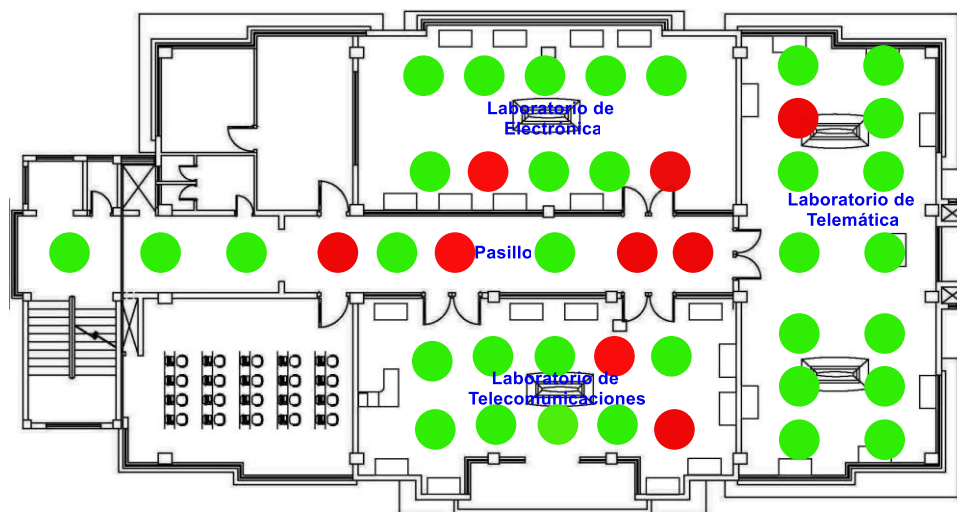 Laboratorio de
Electrónica
Laboratorio de
Telemática
Pasillo
Laboratorio de
Telecomunicaciones